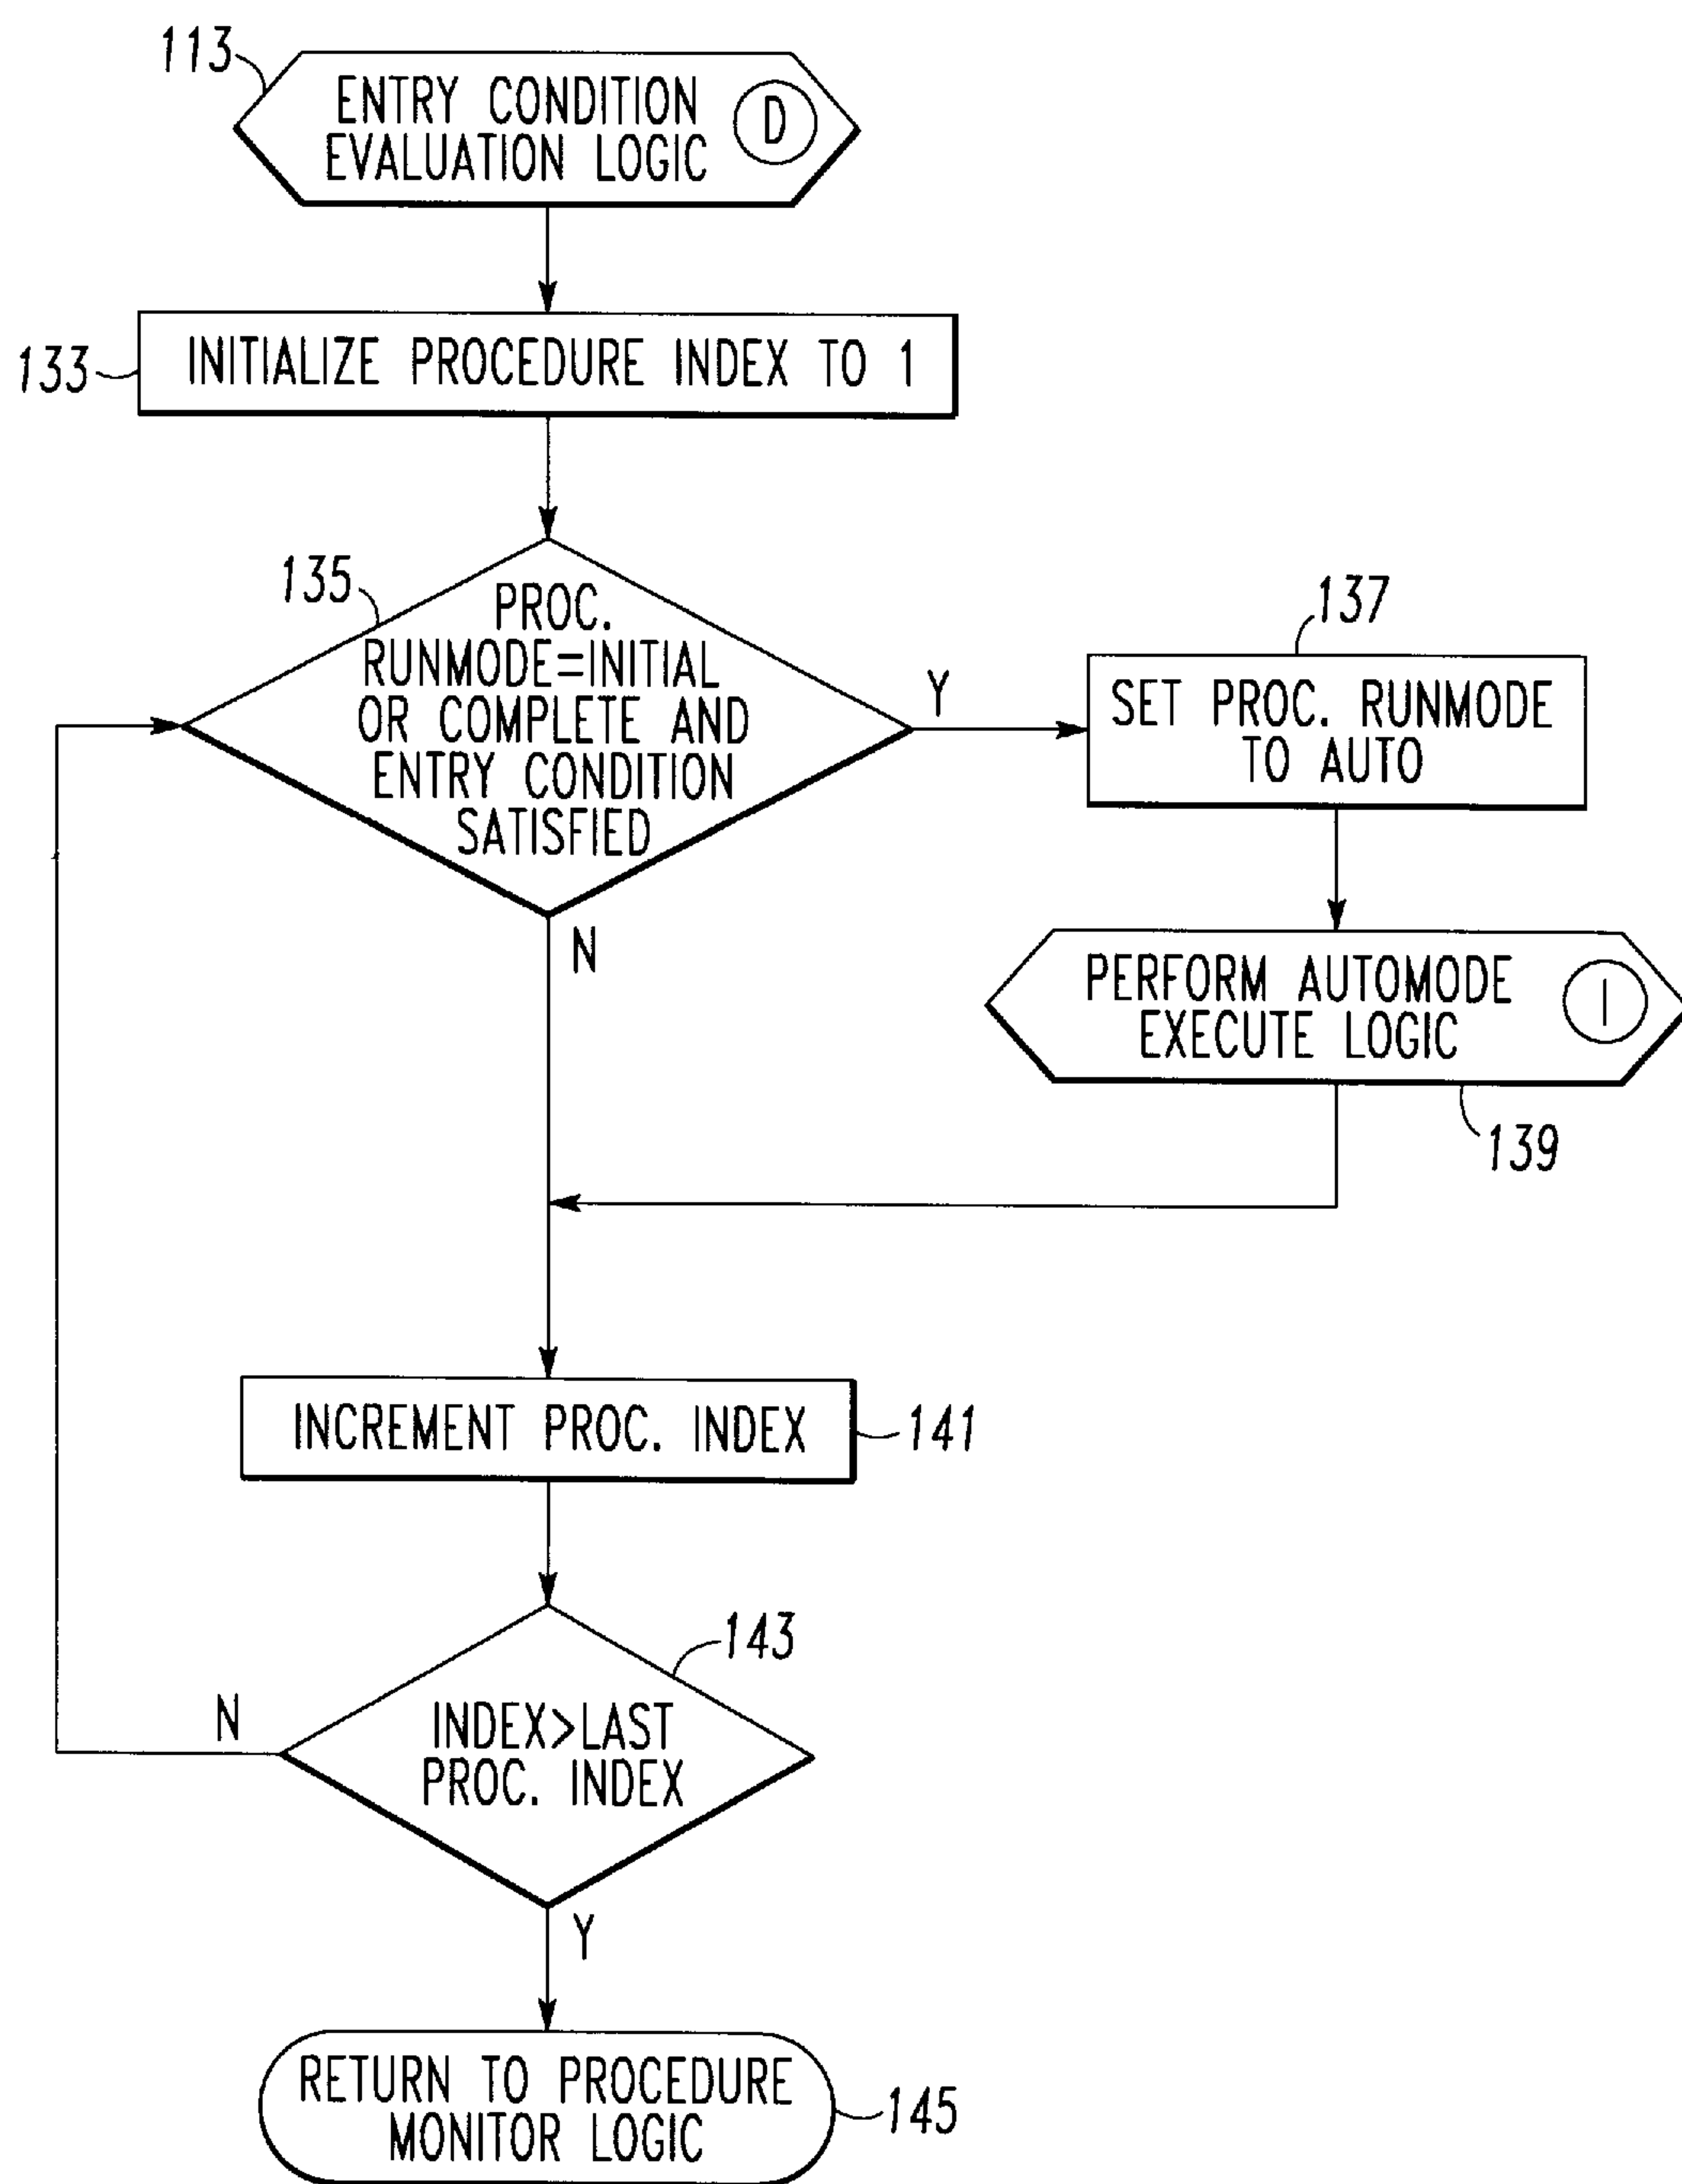 113
ENTRY CONDITION
EVALUATION LOGIC
D
133
INITIALIZE PROCEDURE INDEX TO 1
135
PROC.
RUNMODE=INITIAL
OR COMPLETE AND
ENTRY CONDITION
SATISFIED
Y
N
137
SET PROC. RUNMODE
TO AUTO
PERFORM AUTOMODE
EXECUTE LOGIC
I
139
INCREMENT PROC. INDEX
141
143
INDEX>LAST
PROC. INDEX
N
Y
RETURN TO PROCEDURE
MONITOR LOGIC
145